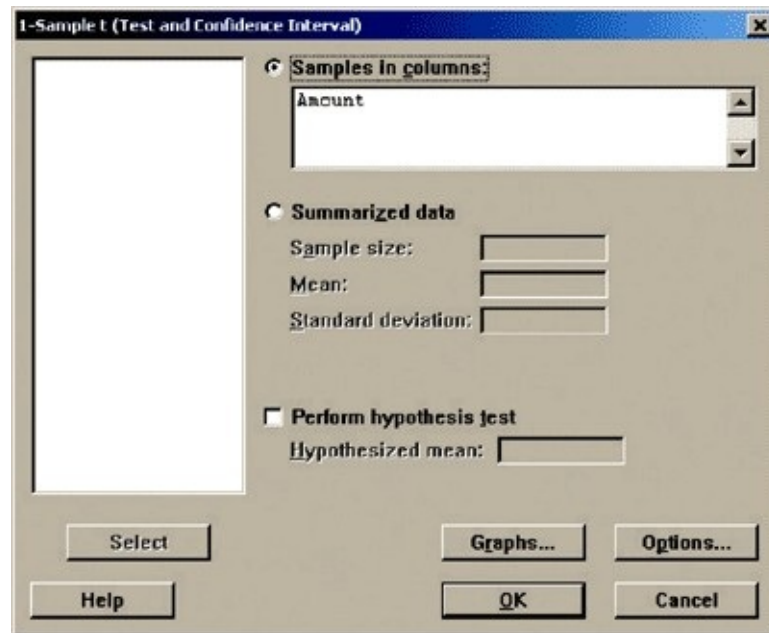 1-Sample t (Test and Confidence Interval)
Samples in columns:
Amount
Summarized data
Sample size:
Mean:
Standard deviation:
Perform hypothesis test
Hypothesized mean:
Select
Graphs...
Options...
Help
OK
Cancel